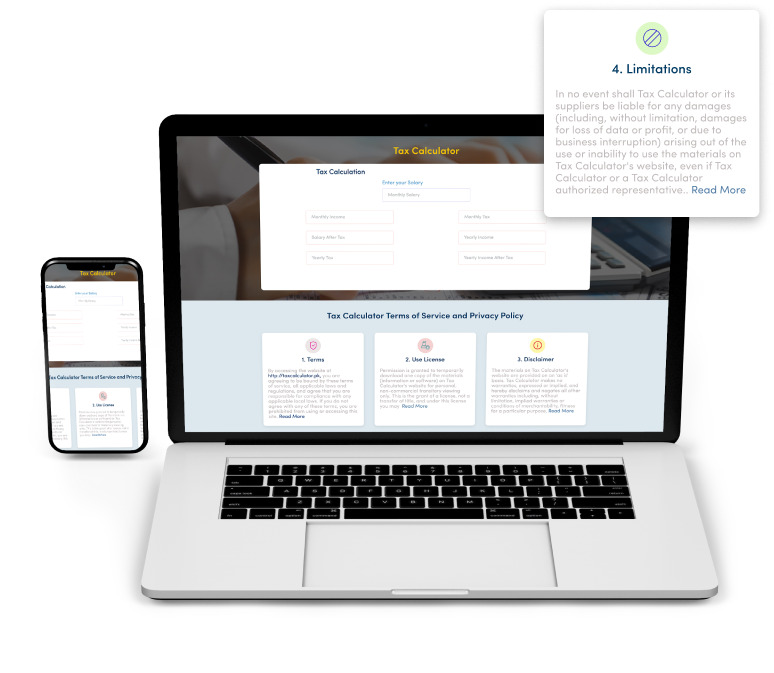 4. Limitations
In no event shall Tax Calculator or its
suppliers be liable for any damages
(including, without limitation, damages
for loss of data or profit, or due to
business interruption) arising out of the
use or inability to use the materials on
Tax Calculator's website, even if Tax
Calculator or a Tax Calculator
authorized representative.. Read More
Tax Calculator
Tax Calculation
Enter your Salary
Monthly Salary
Monthly Income
Monthly Tax
Salary After Tax
Yearly Income
Yearly Tax
Yearly Income After Tax
Tax Calculator Terms of Service and Privacy Policy
1. Terms
By accessing the website at
http://taxcalculator.pk, you are
agreeing to be bound by these terms
of service, all applicable laws and
regulations, and agree that you are
responsible for compliance with any
applicable local laws. If you do not
agree with any of these terms, you are
prohibited from using or accessing this
site. Read More
2. Use License
Permission is granted to temporarily
download one copy of the materials
(information or software) on Tax
Calculator's website for personal,
non-commercial transitory viewing
only. This is the grant of a license, not a
transfer of title, and under this license
you may Read More
3. Disclaimer
The materials on Tax Calculator's
website are provided on an 'as is'
basis. Tax Calculator makes no
warranties, expressed or implied, and
hereby disclaims and negates all other
warranties including, without
limitation, implied warranties or
conditions of merchantability, fitness
for a particular purpose, Read More
Tax Calculator
Calculation
Enter your Salary
Tax Calculator Terms of Service and Privacy
2. Use License
Q W E R T Y U I O P
A S D F G H J K L
Z X C V B N M
control option command command option